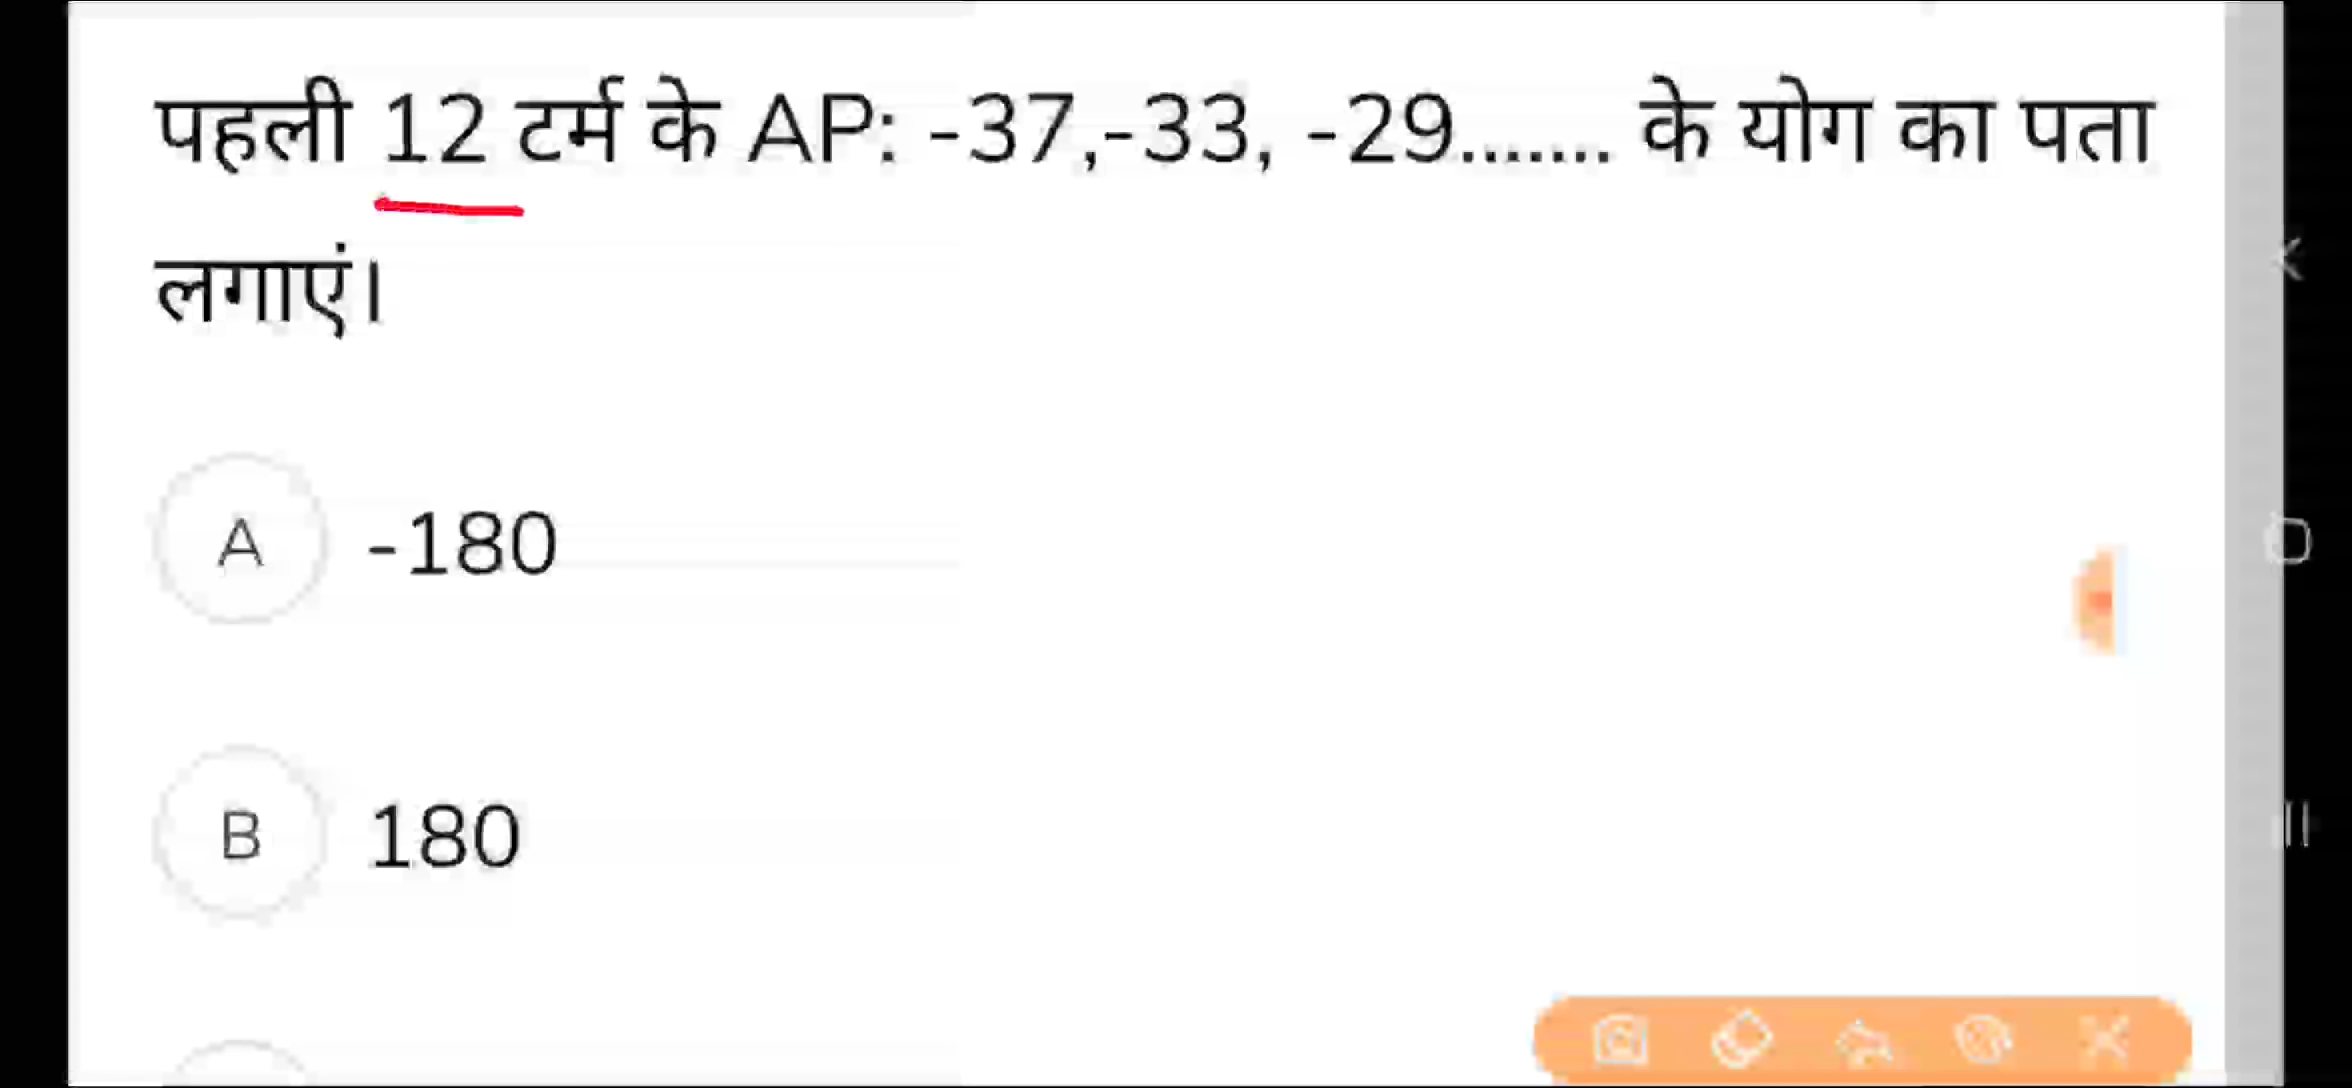 पहली 12 टर्म के AP: -37,-33, -29....... के योग का पता
लगाएं।
A -180
B 180